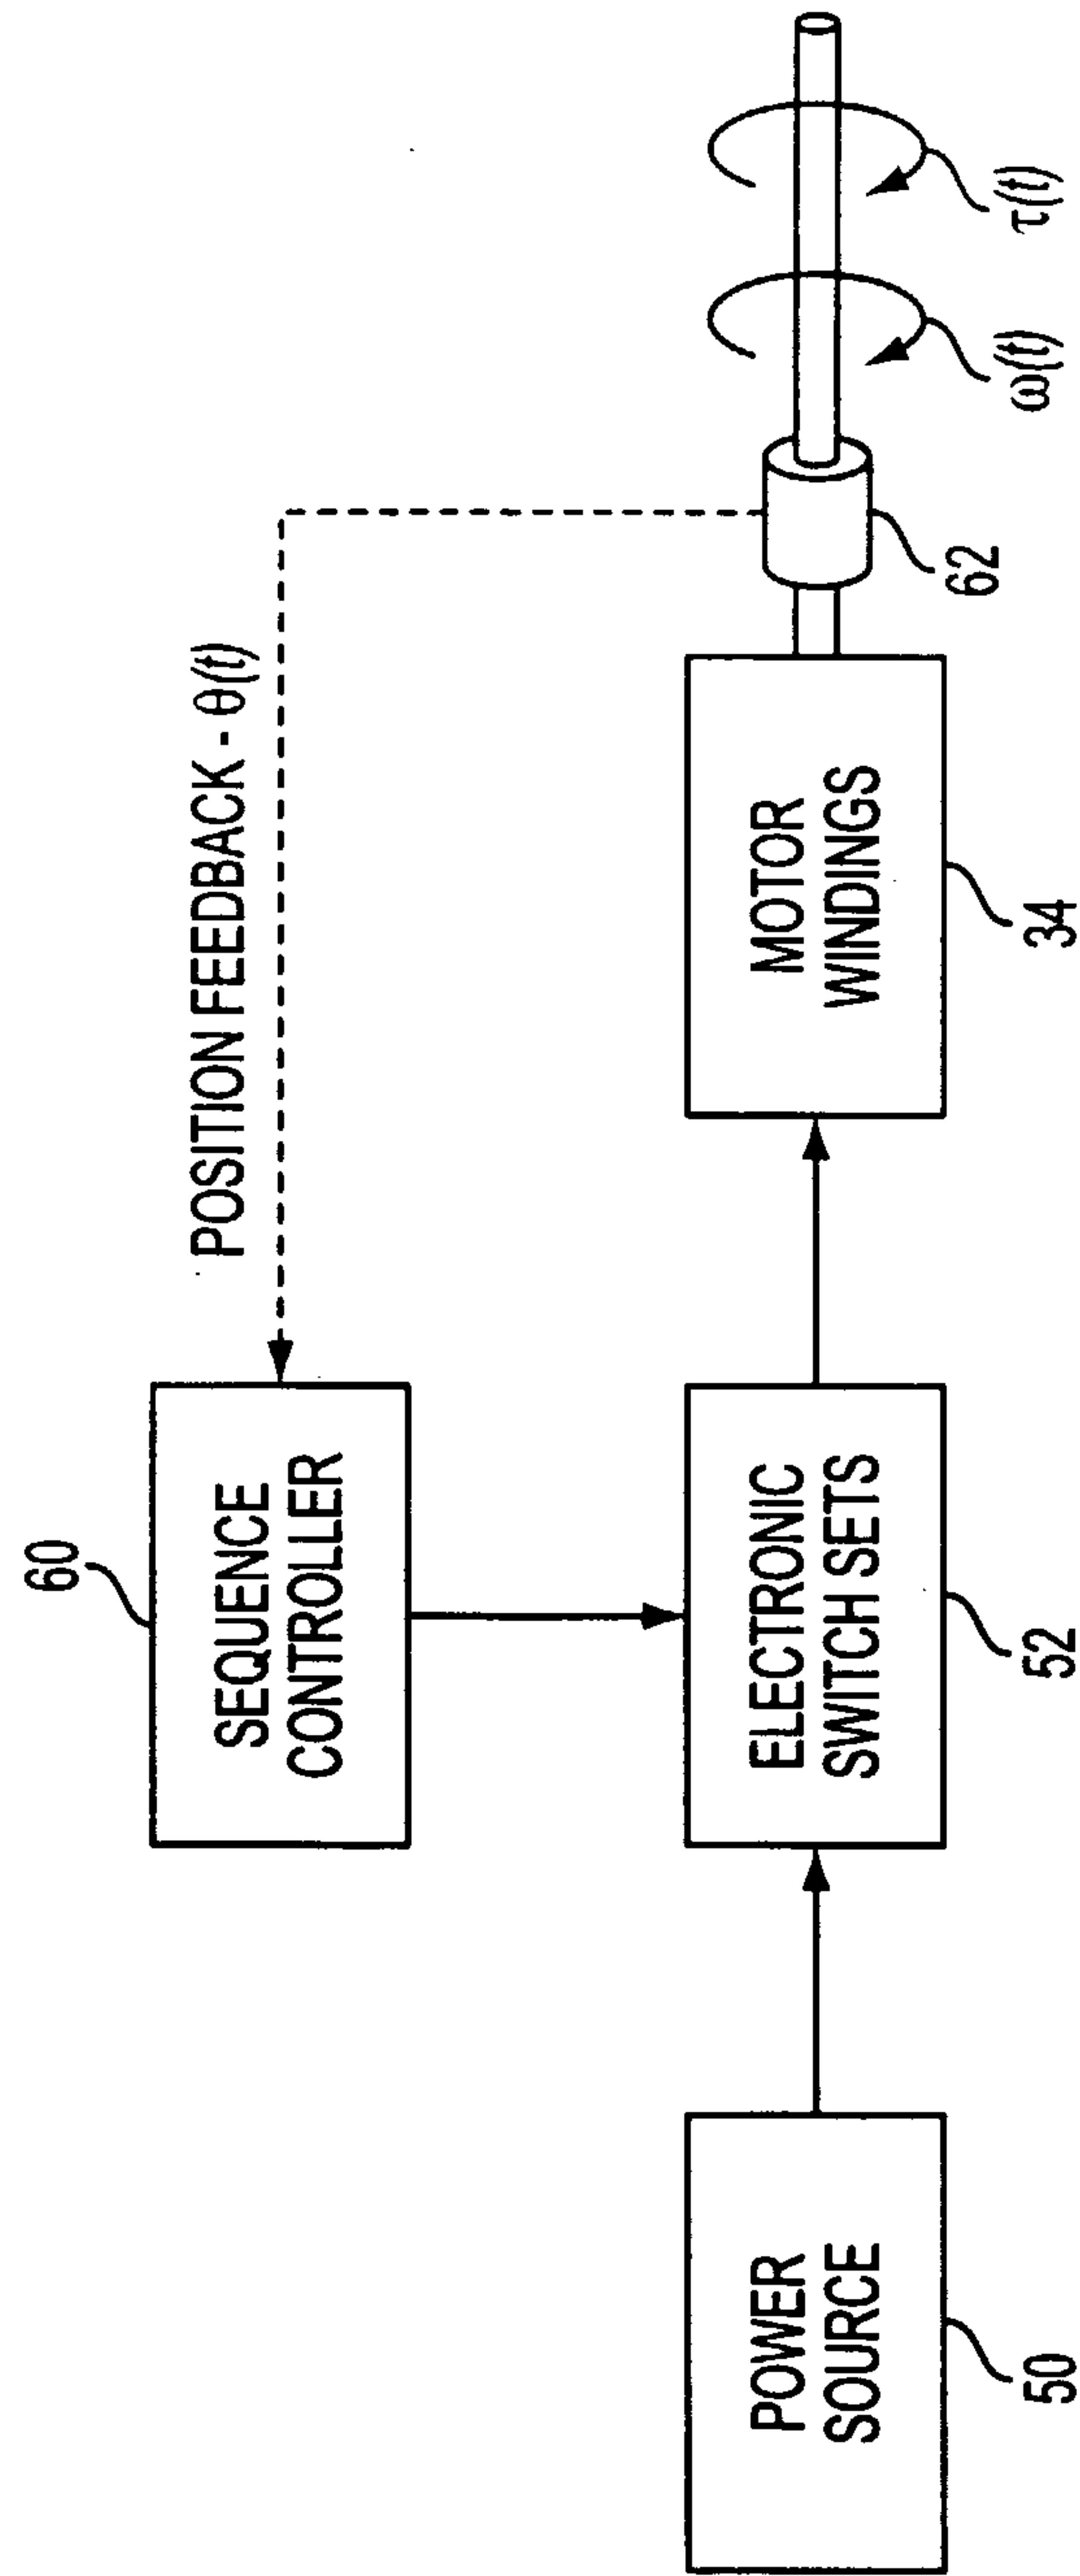 60
SEQUENCE
CONTROLLER
POSITION FEEDBACK - θ(t)
POWER
SOURCE
50
ELECTRONIC
SWITCH SETS
52
MOTOR
WINDINGS
34
62
ω(t)
τ(t)